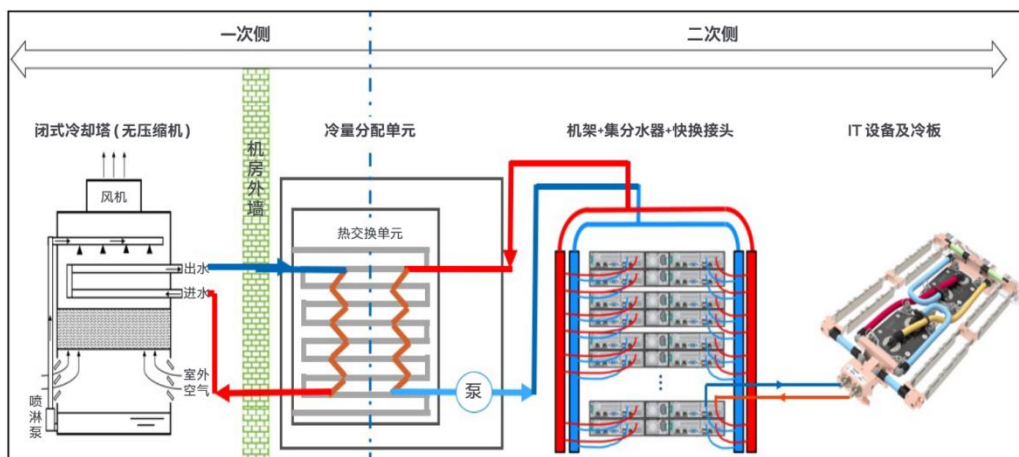 一次侧
二次侧
闭式冷却塔(无压缩机)
机房外墙
冷量分配单元
机架+集分水器+快换接头
IT设备及冷板
风机
热交换单元
出水
进水
室外
空气
喷淋泵
泵